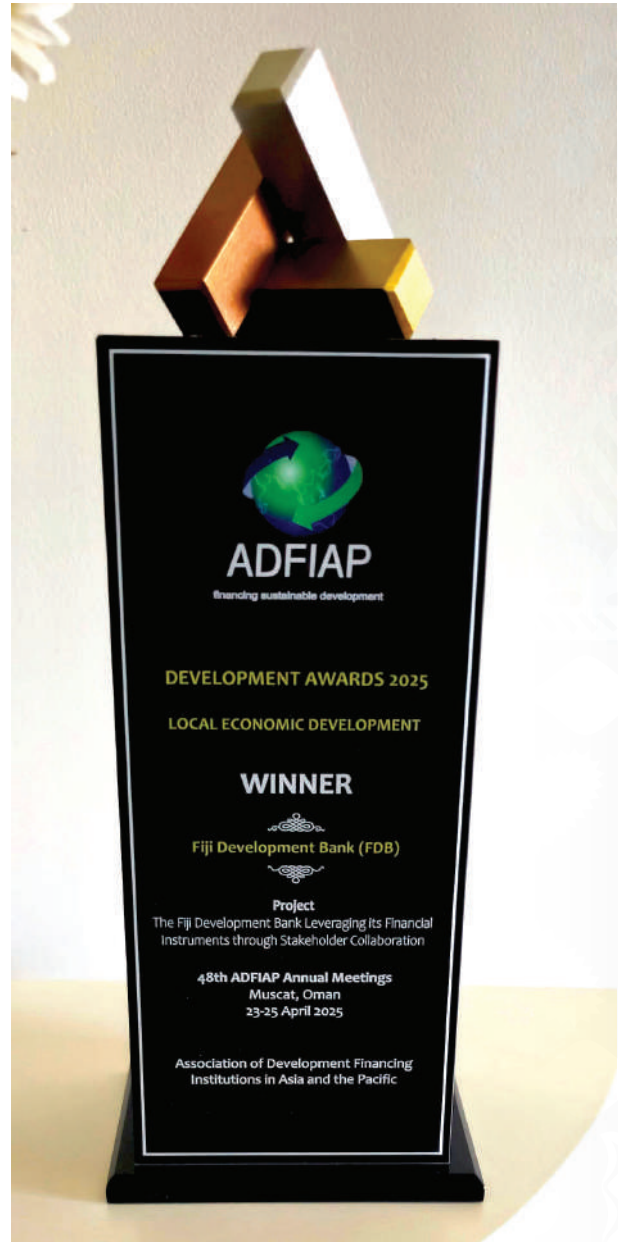 ADFIAP
financing sustainable development
DEVELOPMENT AWARDS 2025
LOCAL ECONOMIC DEVELOPMENT
WINNER
Fiji Development Bank (FDB)
Project
The Fiji Development Bank Leveraging its Financial
Instruments through Stakeholder Collaboration
48th ADFIAP Annual Meetings
Muscat, Oman
23-25 April 2025
Association of Development Financing
Institutions in Asia and the Pacific